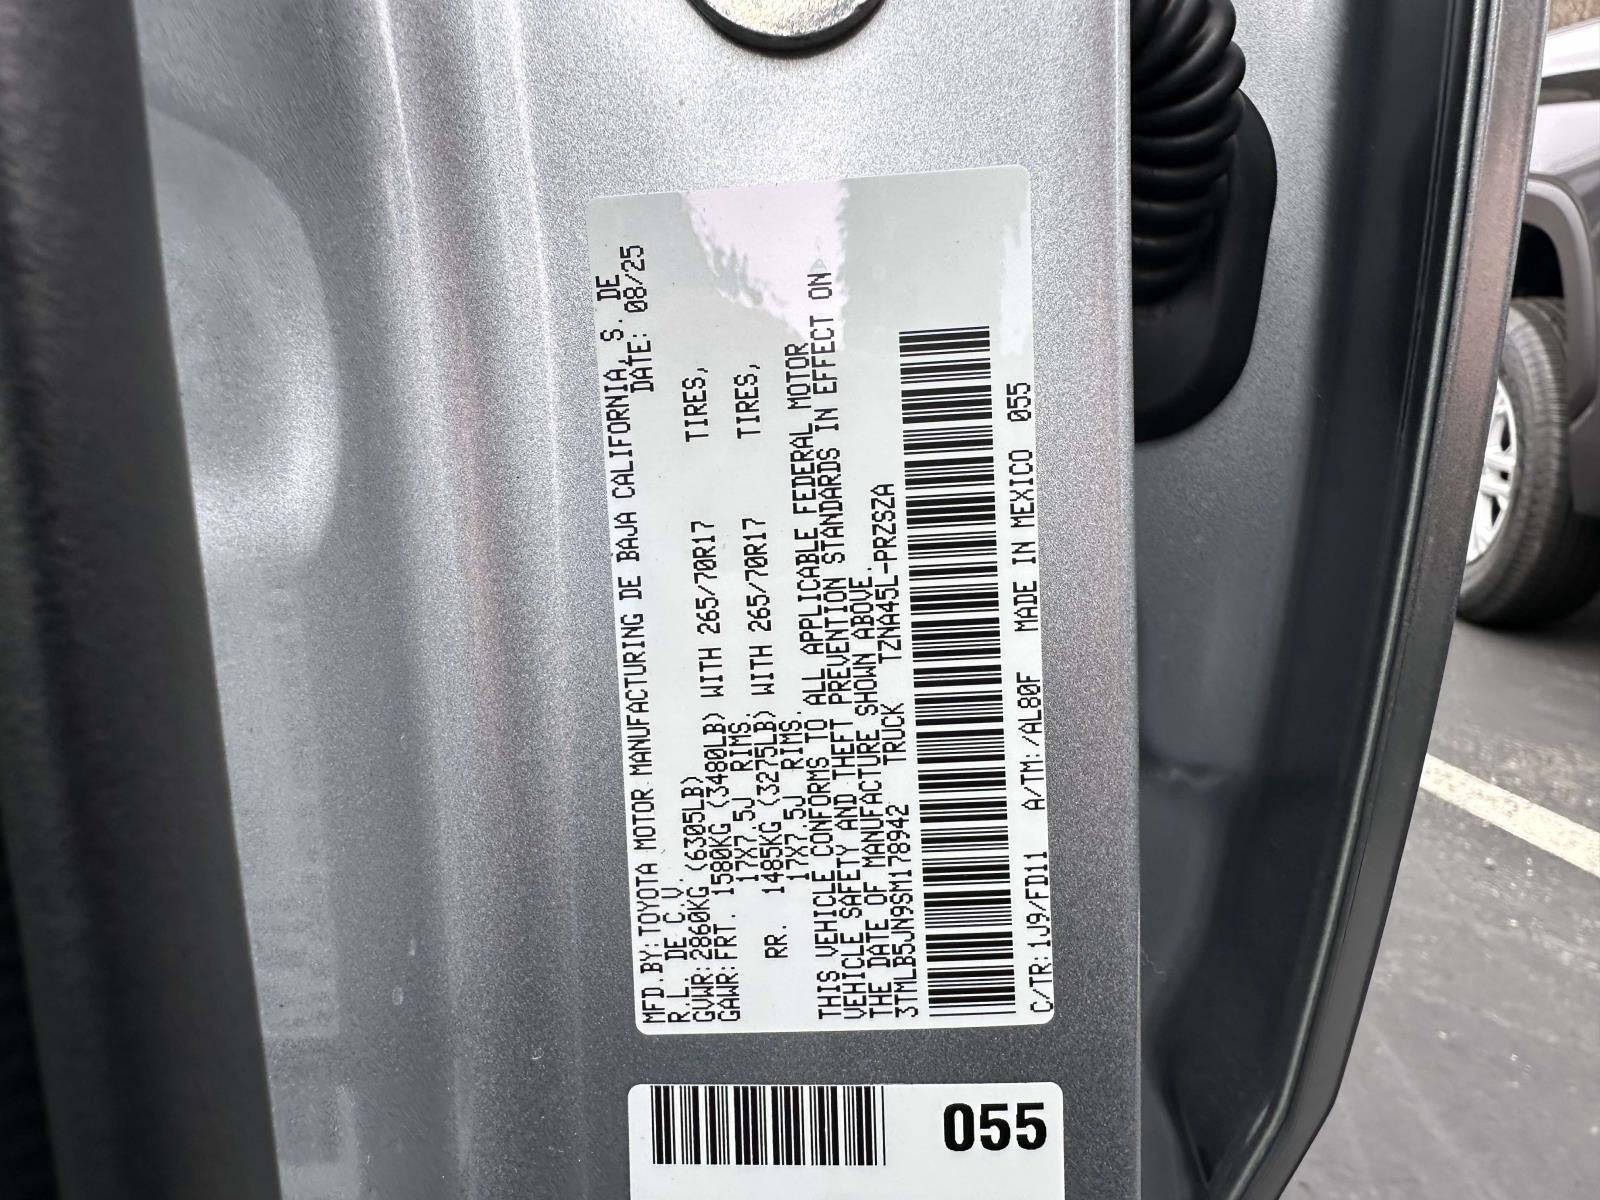 MFD.BY:TOYOTA MOTOR MANUFACTURING DE BAJA CALIFORNIA, S. DE
R.L. DE C.V. DATE: 08/25
GVWR:2860KG (6305LB)
GAWR:FRT. 1580KG (3480LB) WITH 265/70R17 TIRES,
17X7.5J RIMS.
RR. 1485KG (3275LB) WITH 265/70R17 TIRES,
17X7.5J RIMS.
THIS VEHICLE CONFORMS TO ALL APPLICABLE FEDERAL MOTOR
VEHICLE SAFETY AND THEFT PREVENTION STANDARDS IN EFFECT ON
THE DATE OF MANUFACTURE SHOWN ABOVE.
3TMLB5JN9SM178942 TRUCK TZNA45L-PRZSZA
C/TR:1J9/FD11 A/TM:/AL80F MADE IN MEXICO 055
055